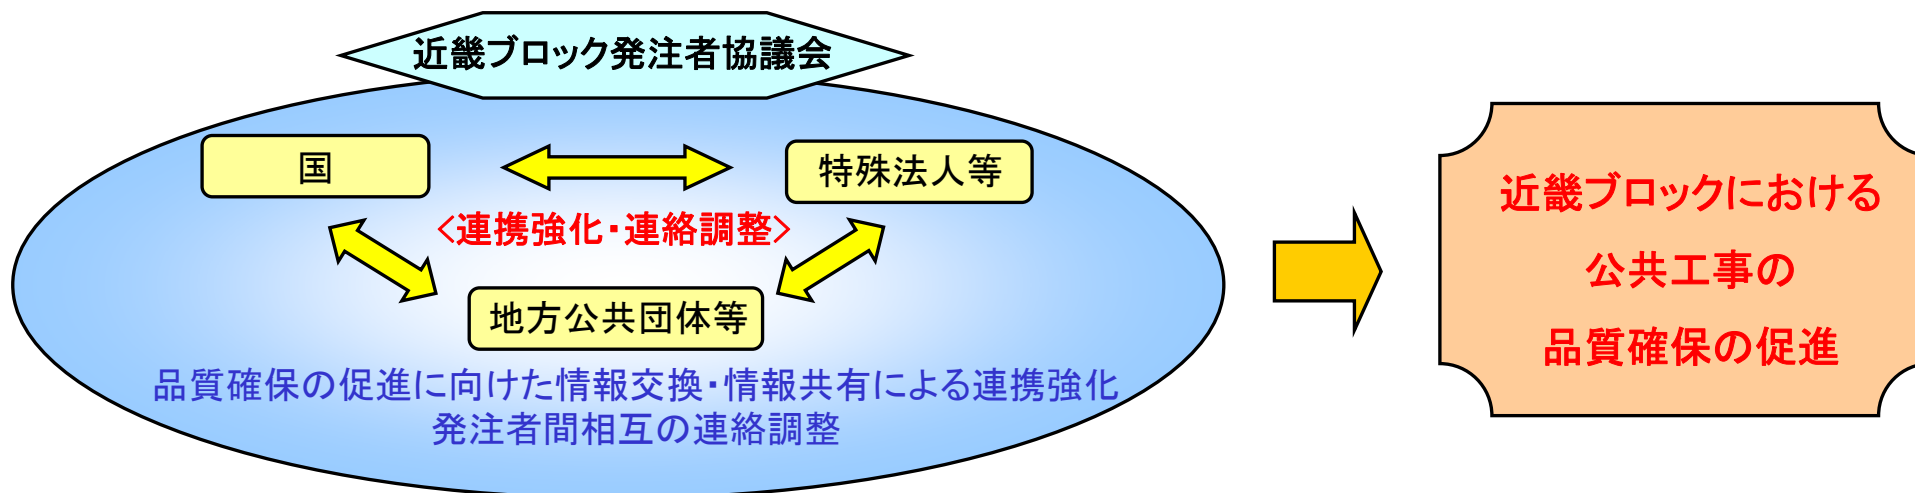 近畿ブロック発注者協議会
国
特殊法人等
<連携強化・連絡調整>
地方公共団体等
品質確保の促進に向けた情報交換・情報共有による連携強化
発注者間相互の連絡調整
近畿ブロックにおける
公共工事の
品質確保の促進